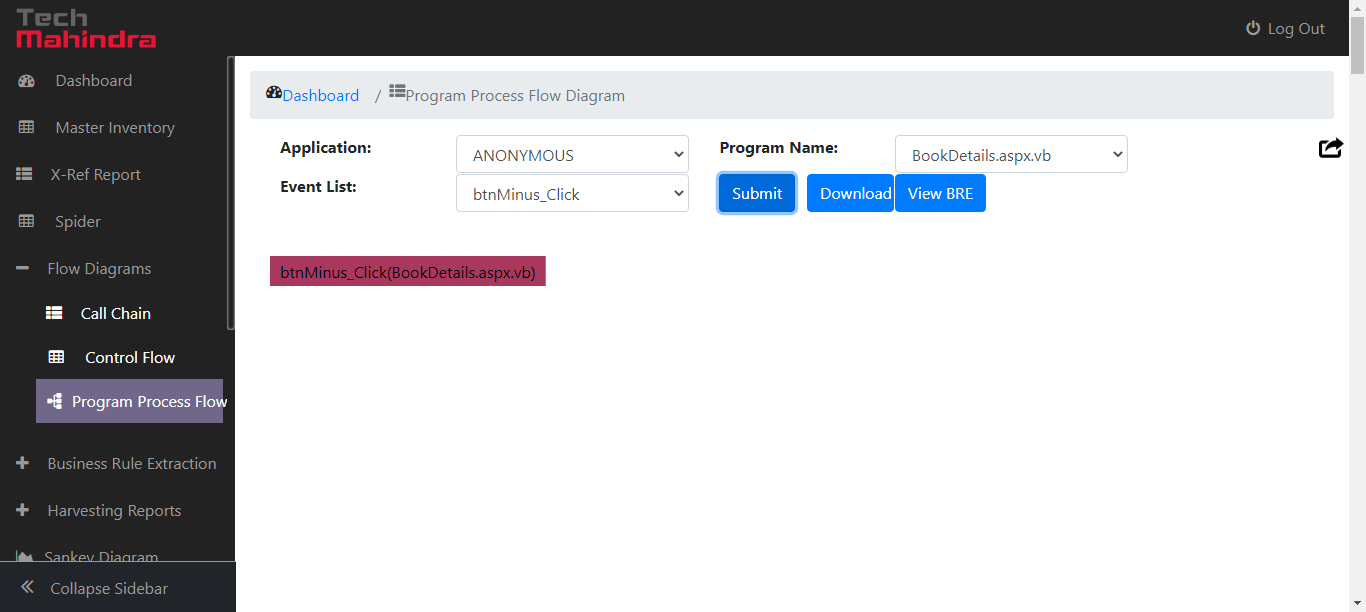 Tech
Mahindra
Log Out
Dashboard
Master Inventory
X-Ref Report
Spider
Flow Diagrams
Call Chain
Control Flow
Program Process Flow
Business Rule Extraction
Harvesting Reports
Sankey Diagram
Collapse Sidebar
Dashboard / Program Process Flow Diagram
Application: ANONYMOUS Program Name: BookDetails.aspx.vb
Event List: btnMinus_Click Submit Download View BRE
btnMinus_Click(BookDetails.aspx.vb)